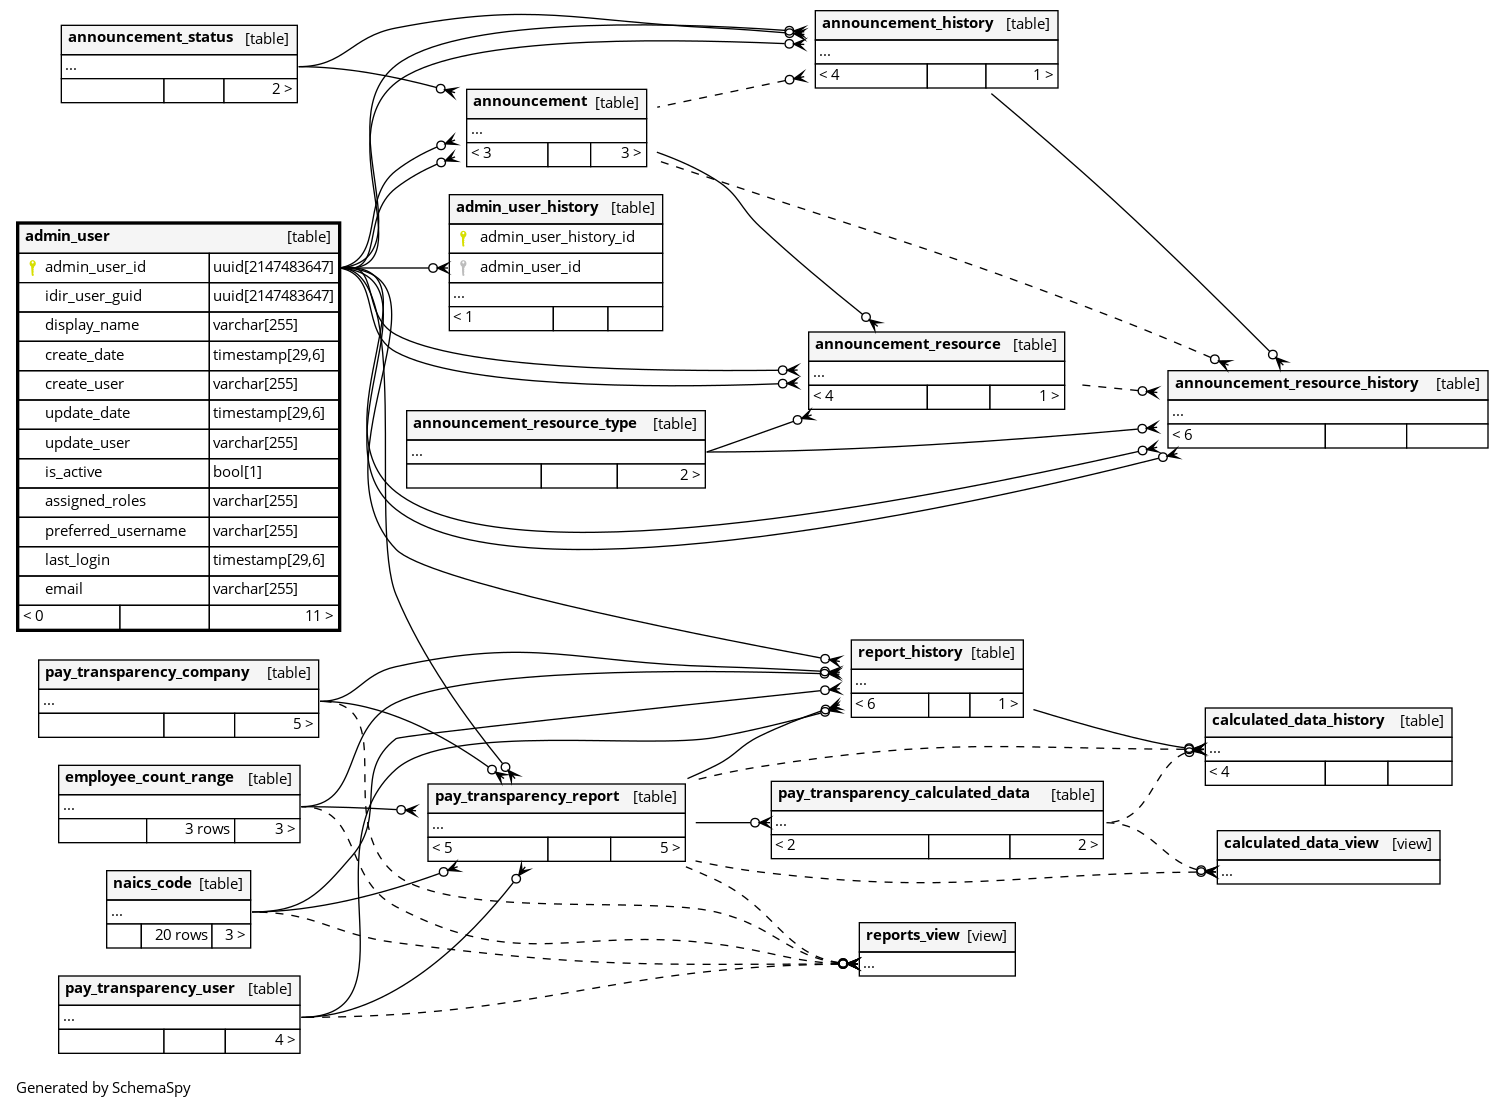 announcement_status [table]
...
2 >
announcement_history [table]
...
< 4 1 >
announcement [table]
...
< 3 3 >
admin_user_history [table]
admin_user_history_id
admin_user_id
...
< 1
admin_user [table]
admin_user_id uuid[2147483647]
idir_user_guid uuid[2147483647]
display_name varchar[255]
create_date timestamp[29,6]
create_user varchar[255]
update_date timestamp[29,6]
update_user varchar[255]
is_active bool[1]
assigned_roles varchar[255]
preferred_username varchar[255]
last_login timestamp[29,6]
email varchar[255]
< 0 11 >
announcement_resource [table]
...
< 4 1 >
announcement_resource_history [table]
...
< 6
announcement_resource_type [table]
...
2 >
report_history [table]
...
< 6 1 >
pay_transparency_company [table]
...
5 >
calculated_data_history [table]
...
< 4
employee_count_range [table]
...
3 rows 3 >
pay_transparency_report [table]
...
< 5 5 >
pay_transparency_calculated_data [table]
...
< 2 2 >
calculated_data_view [view]
...
naics_code [table]
...
20 rows 3 >
reports_view [view]
...
pay_transparency_user [table]
...
4 >
Generated by SchemaSpy